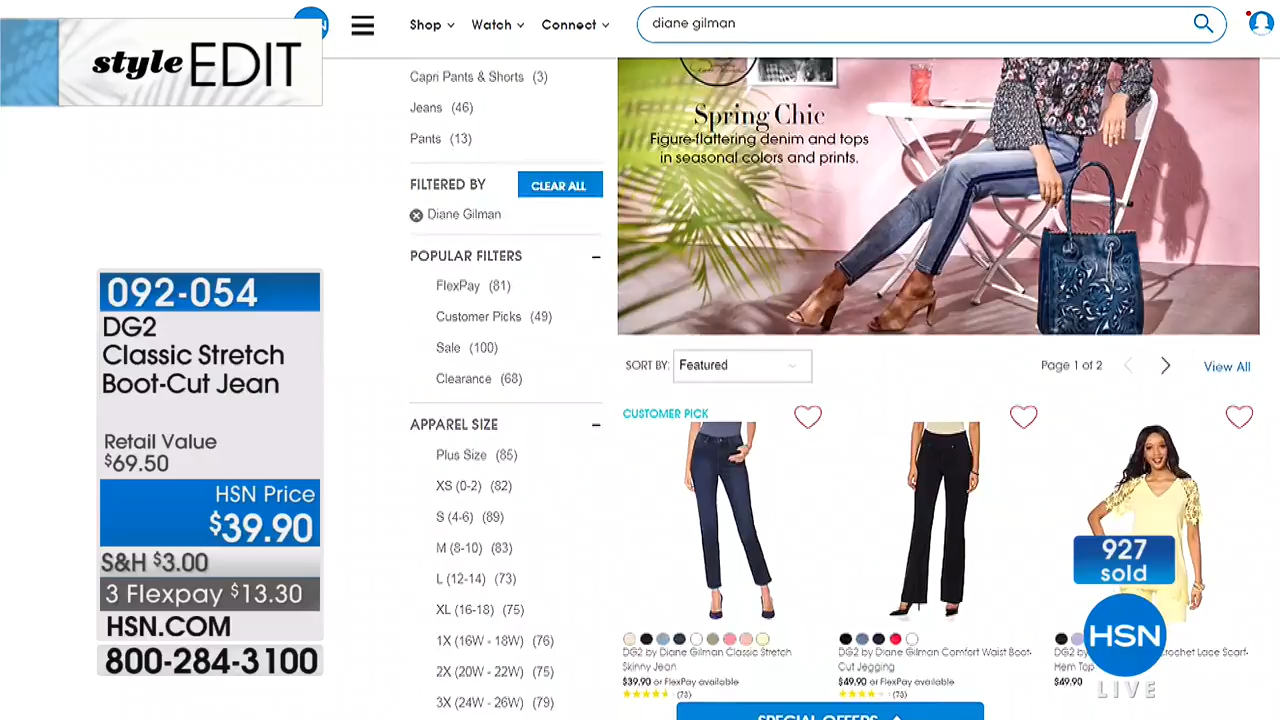 style EDIT
Shop
Watch
Connect
diane gilman
Capri Pants & Shorts (3)
Jeans (46)
Pants (13)
FILTERED BY
CLEAR ALL
Diane Gilman
POPULAR FILTERS
FlexPay (81)
Customer Picks (49)
Sale (100)
Clearance (68)
APPAREL SIZE
Plus Size (85)
XS (0-2) (82)
S (4-6) (89)
M (8-10) (83)
L (12-14) (73)
XL (16-18) (75)
1X (16W - 18W) (76)
2X (20W - 22W) (75)
3X (24W - 26W) (79)
092-054
DG2
Classic Stretch
Boot-Cut Jean
Retail Value
$69.50
HSN Price
$39.90
S&H $3.00
3 Flexpay $13.30
HSN.COM
800-284-3100
Spring Chic
Figure-flattering denim and tops
in seasonal colors and prints.
SORT BY:
Featured
Page 1 of 2
View All
CUSTOMER PICK
DG2 by Diane Gilman Classic Stretch
Skinny Jean
$39.90 or FlexPay available
(73)
DG2 by Diane Gilman Comfort Waist Boot-
Cut Jegging
$49.90 or FlexPay available
(73)
DG2 by Crochet Lace Scarf-
Hem Top
$49.90
927
sold
HSN
LIVE
SPECIAL OFFERS